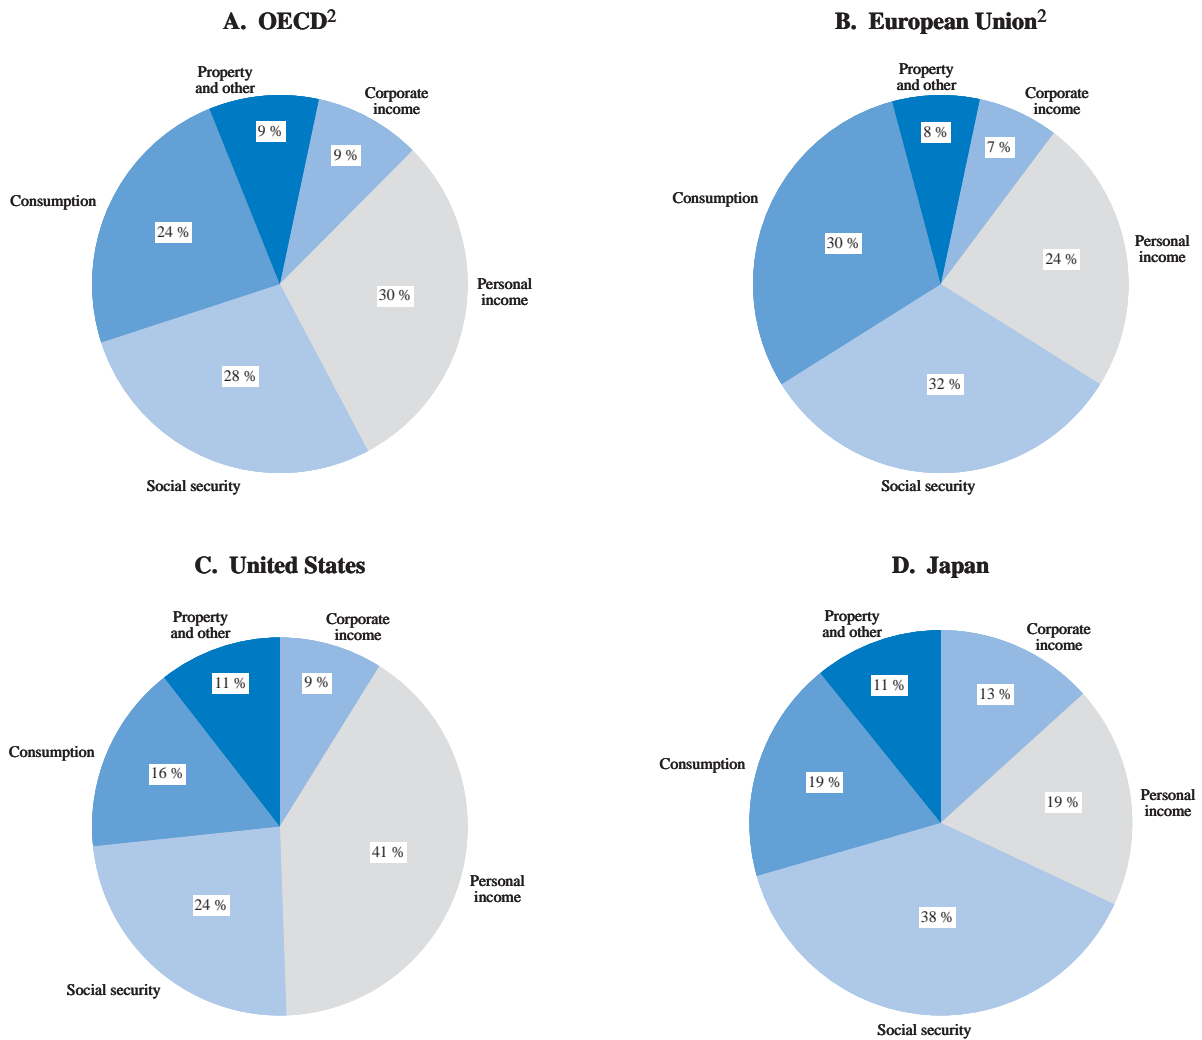 A. OECD2
Property
and other
Corporate
income
9 %
9 %
Consumption
24 %
Personal
income
30 %
28 %
Social security
B. European Union2
Property
and other
Corporate
income
8 %
7 %
Consumption
30 %
Personal
income
24 %
32 %
Social security
C. United States
Property
and other
Corporate
income
11 %
9 %
Consumption
16 %
41 %
Personal
income
24 %
Social security
D. Japan
Property
and other
Corporate
income
11 %
13 %
Consumption
19 %
19 %
Personal
income
38 %
Social security